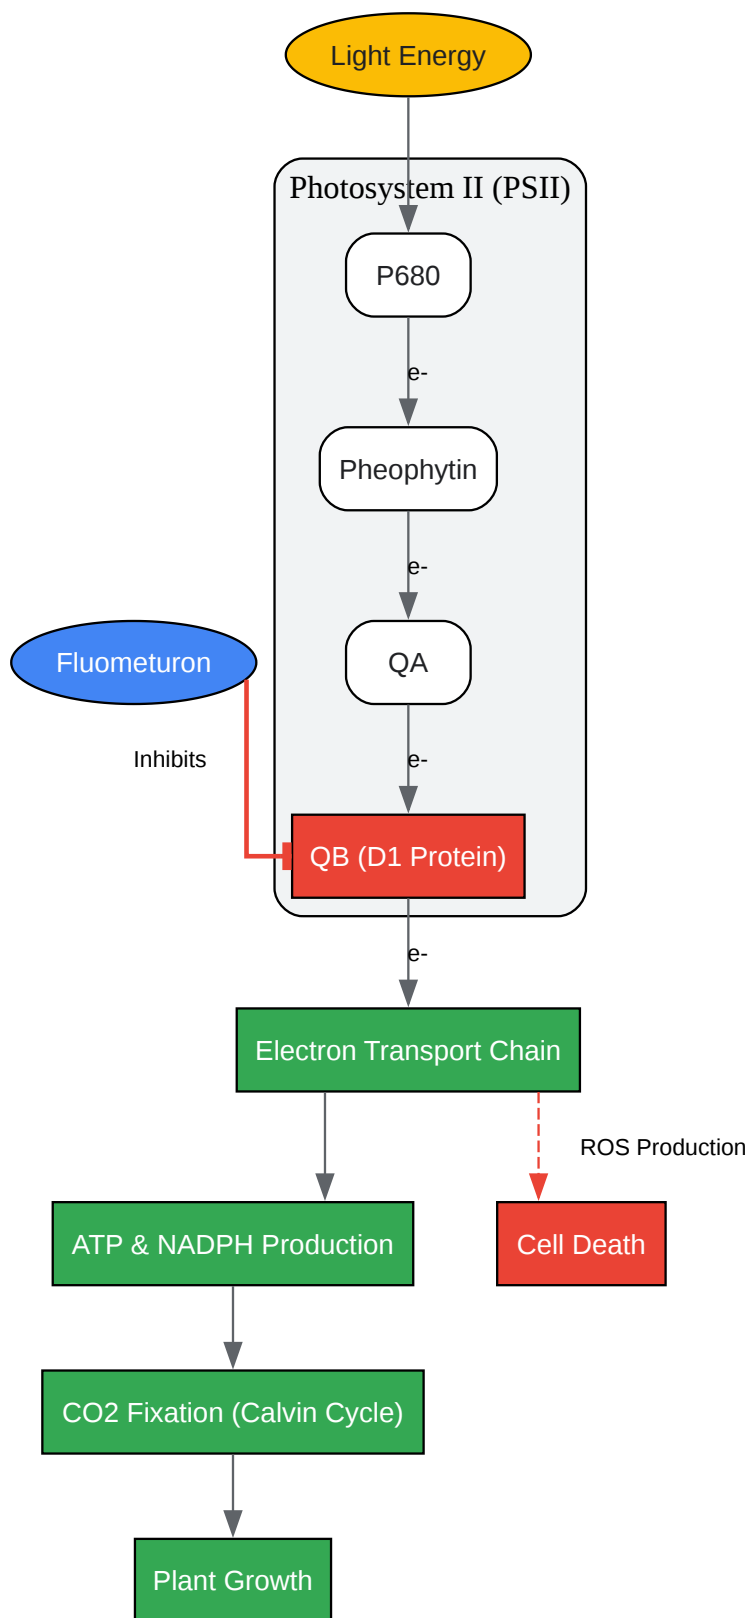 Light Energy
Photosystem II (PSII)
P680
e-
Pheophytin
e-
QA
Fluometuron
e-
Inhibits
QB (D1 Protein)
e-
Electron Transport Chain
ROS Production
ATP & NADPH Production
Cell Death
CO2 Fixation (Calvin Cycle)
Plant Growth